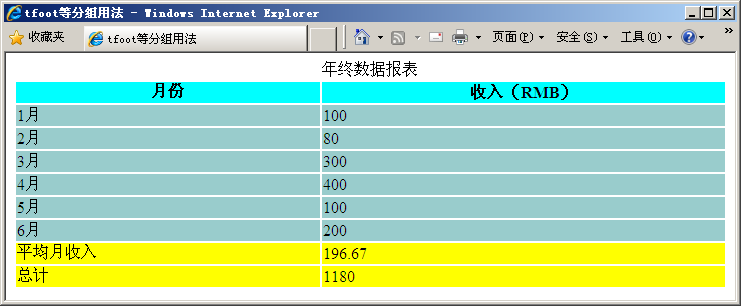 tfoot等分组用法 - Windows Internet Explorer
收藏夹 tfoot等分组用法 页面(P) 安全(S) 工具(O) »
年终数据报表
月份 收入（RMB）
1月 100
2月 80
3月 300
4月 400
5月 100
6月 200
平均月收入 196.67
总计 1180